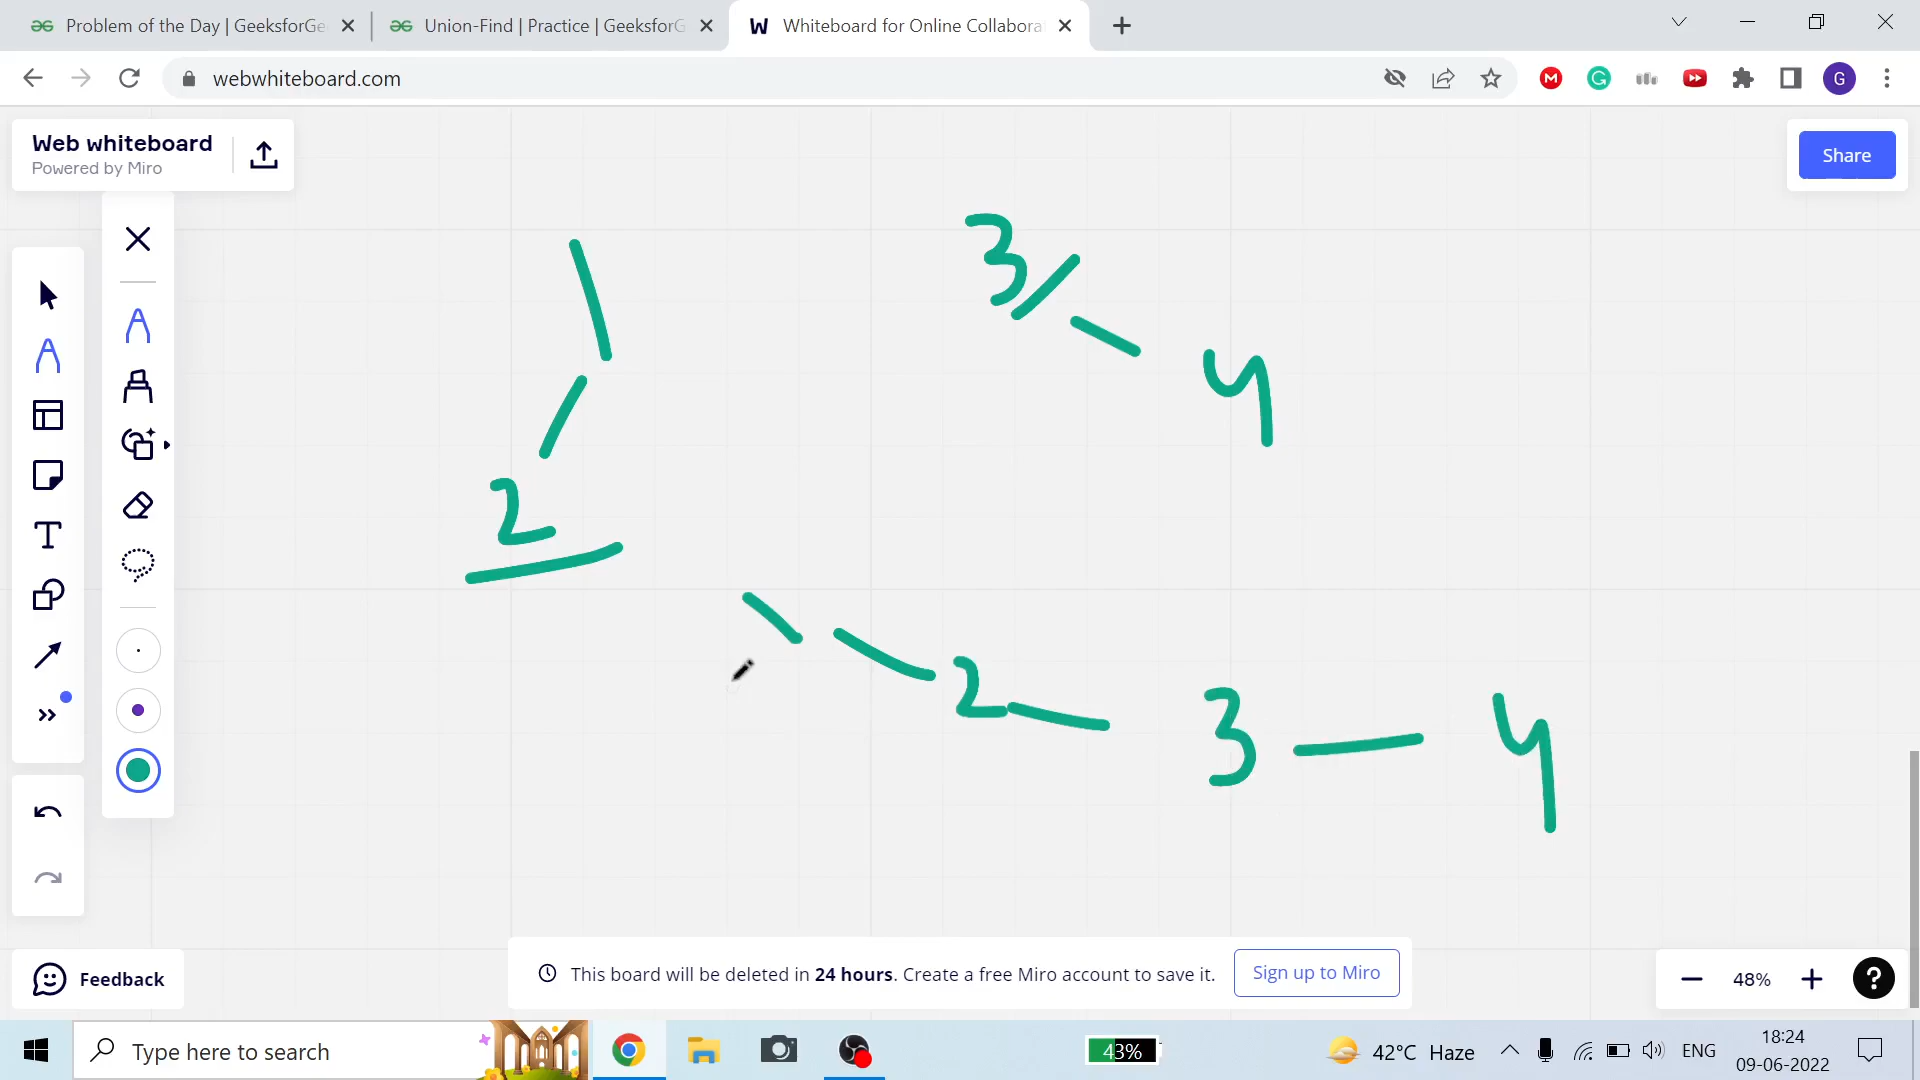 Problem of the Day | GeeksforGe
Union-Find | Practice | GeeksforG
Whiteboard for Online Collabora
webwhiteboard.com
G
Web whiteboard
Powered by Miro
Share
1
3
4
2
2
3
4
Feedback
This board will be deleted in 24 hours. Create a free Miro account to save it.
Sign up to Miro
48%
?
Type here to search
43%
42°C Haze
ENG
18:24
09-06-2022